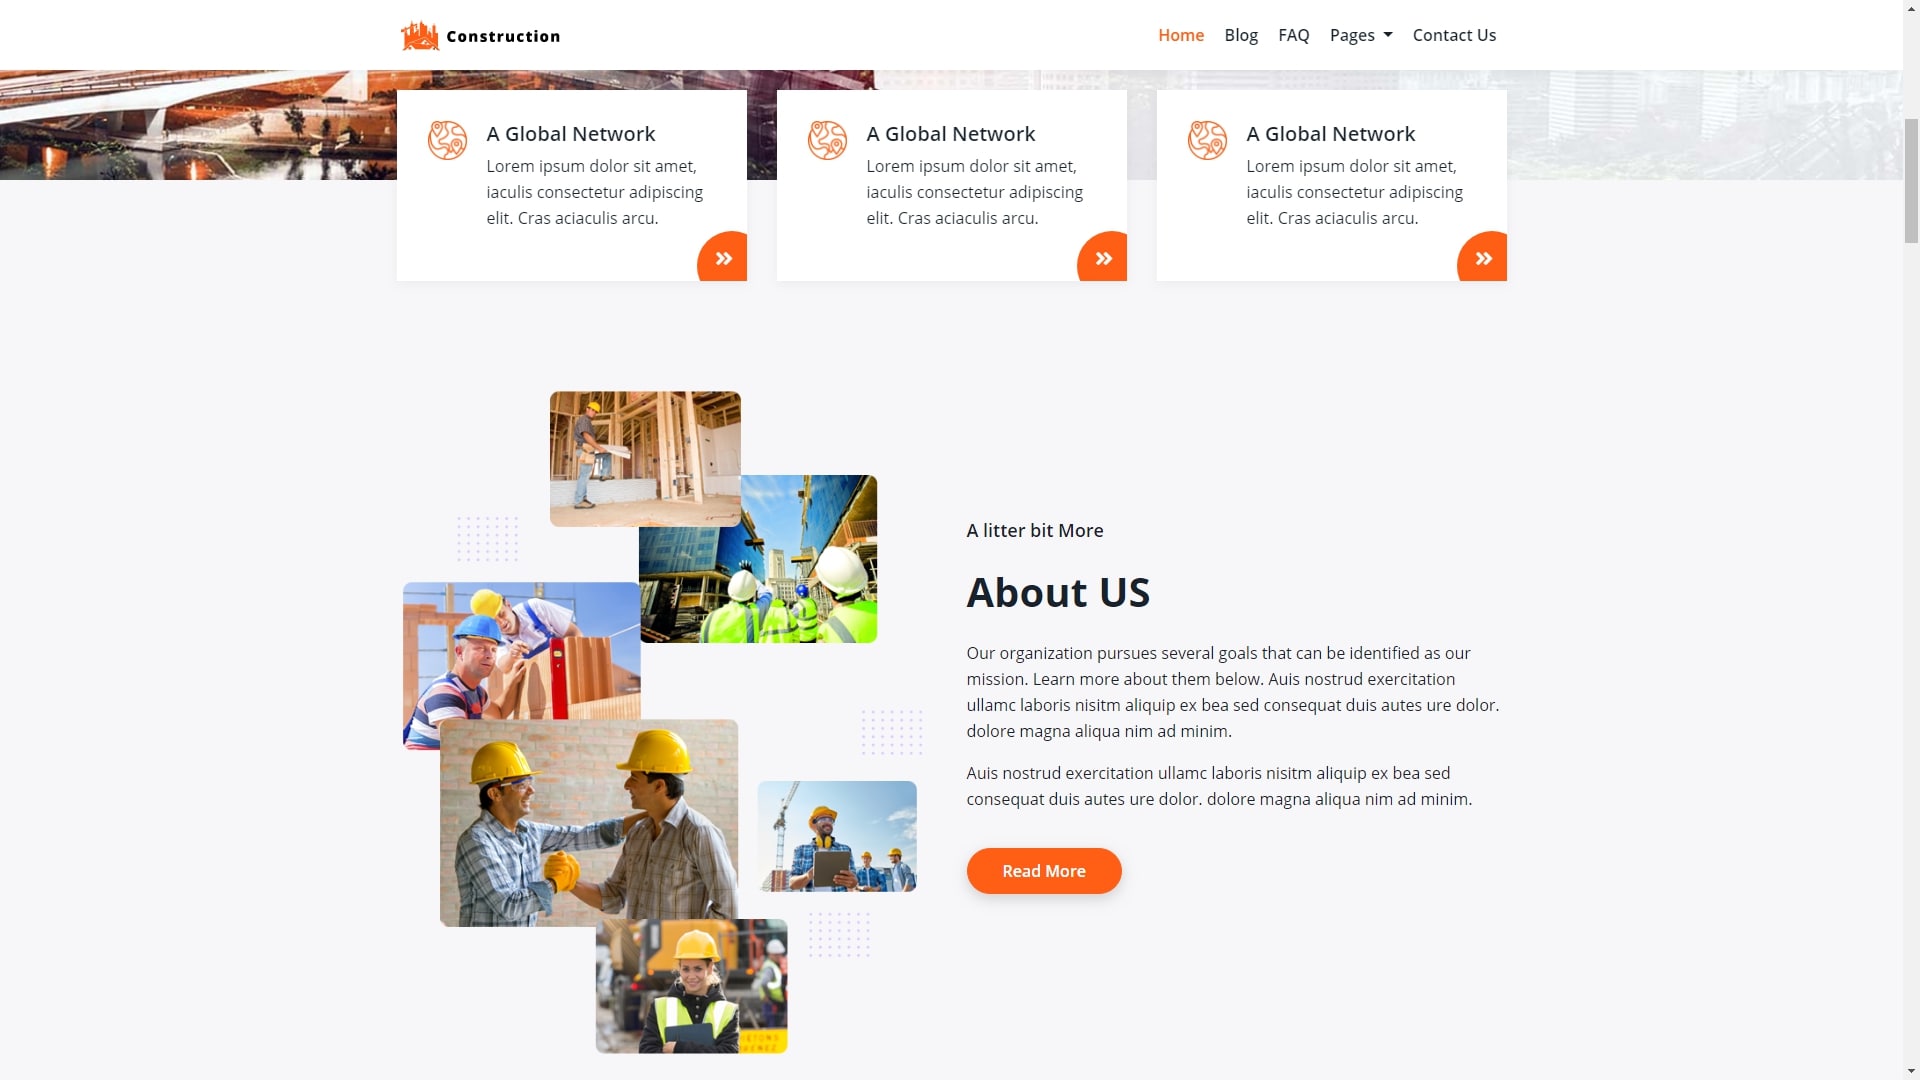 Construction
Home Blog FAQ Pages Contact Us
A Global Network
Lorem ipsum dolor sit amet,
iaculis consectetur adipiscing
elit. Cras aciaculis arcu.
A Global Network
Lorem ipsum dolor sit amet,
iaculis consectetur adipiscing
elit. Cras aciaculis arcu.
A Global Network
Lorem ipsum dolor sit amet,
iaculis consectetur adipiscing
elit. Cras aciaculis arcu.
A litter bit More
About US
Our organization pursues several goals that can be identified as our
mission. Learn more about them below. Auis nostrud exercitation
ullamc laboris nisitm aliquip ex bea sed consequat duis autes ure dolor.
dolore magna aliqua nim ad minim.
Auis nostrud exercitation ullamc laboris nisitm aliquip ex bea sed
consequat duis autes ure dolor. dolore magna aliqua nim ad minim.
Read More